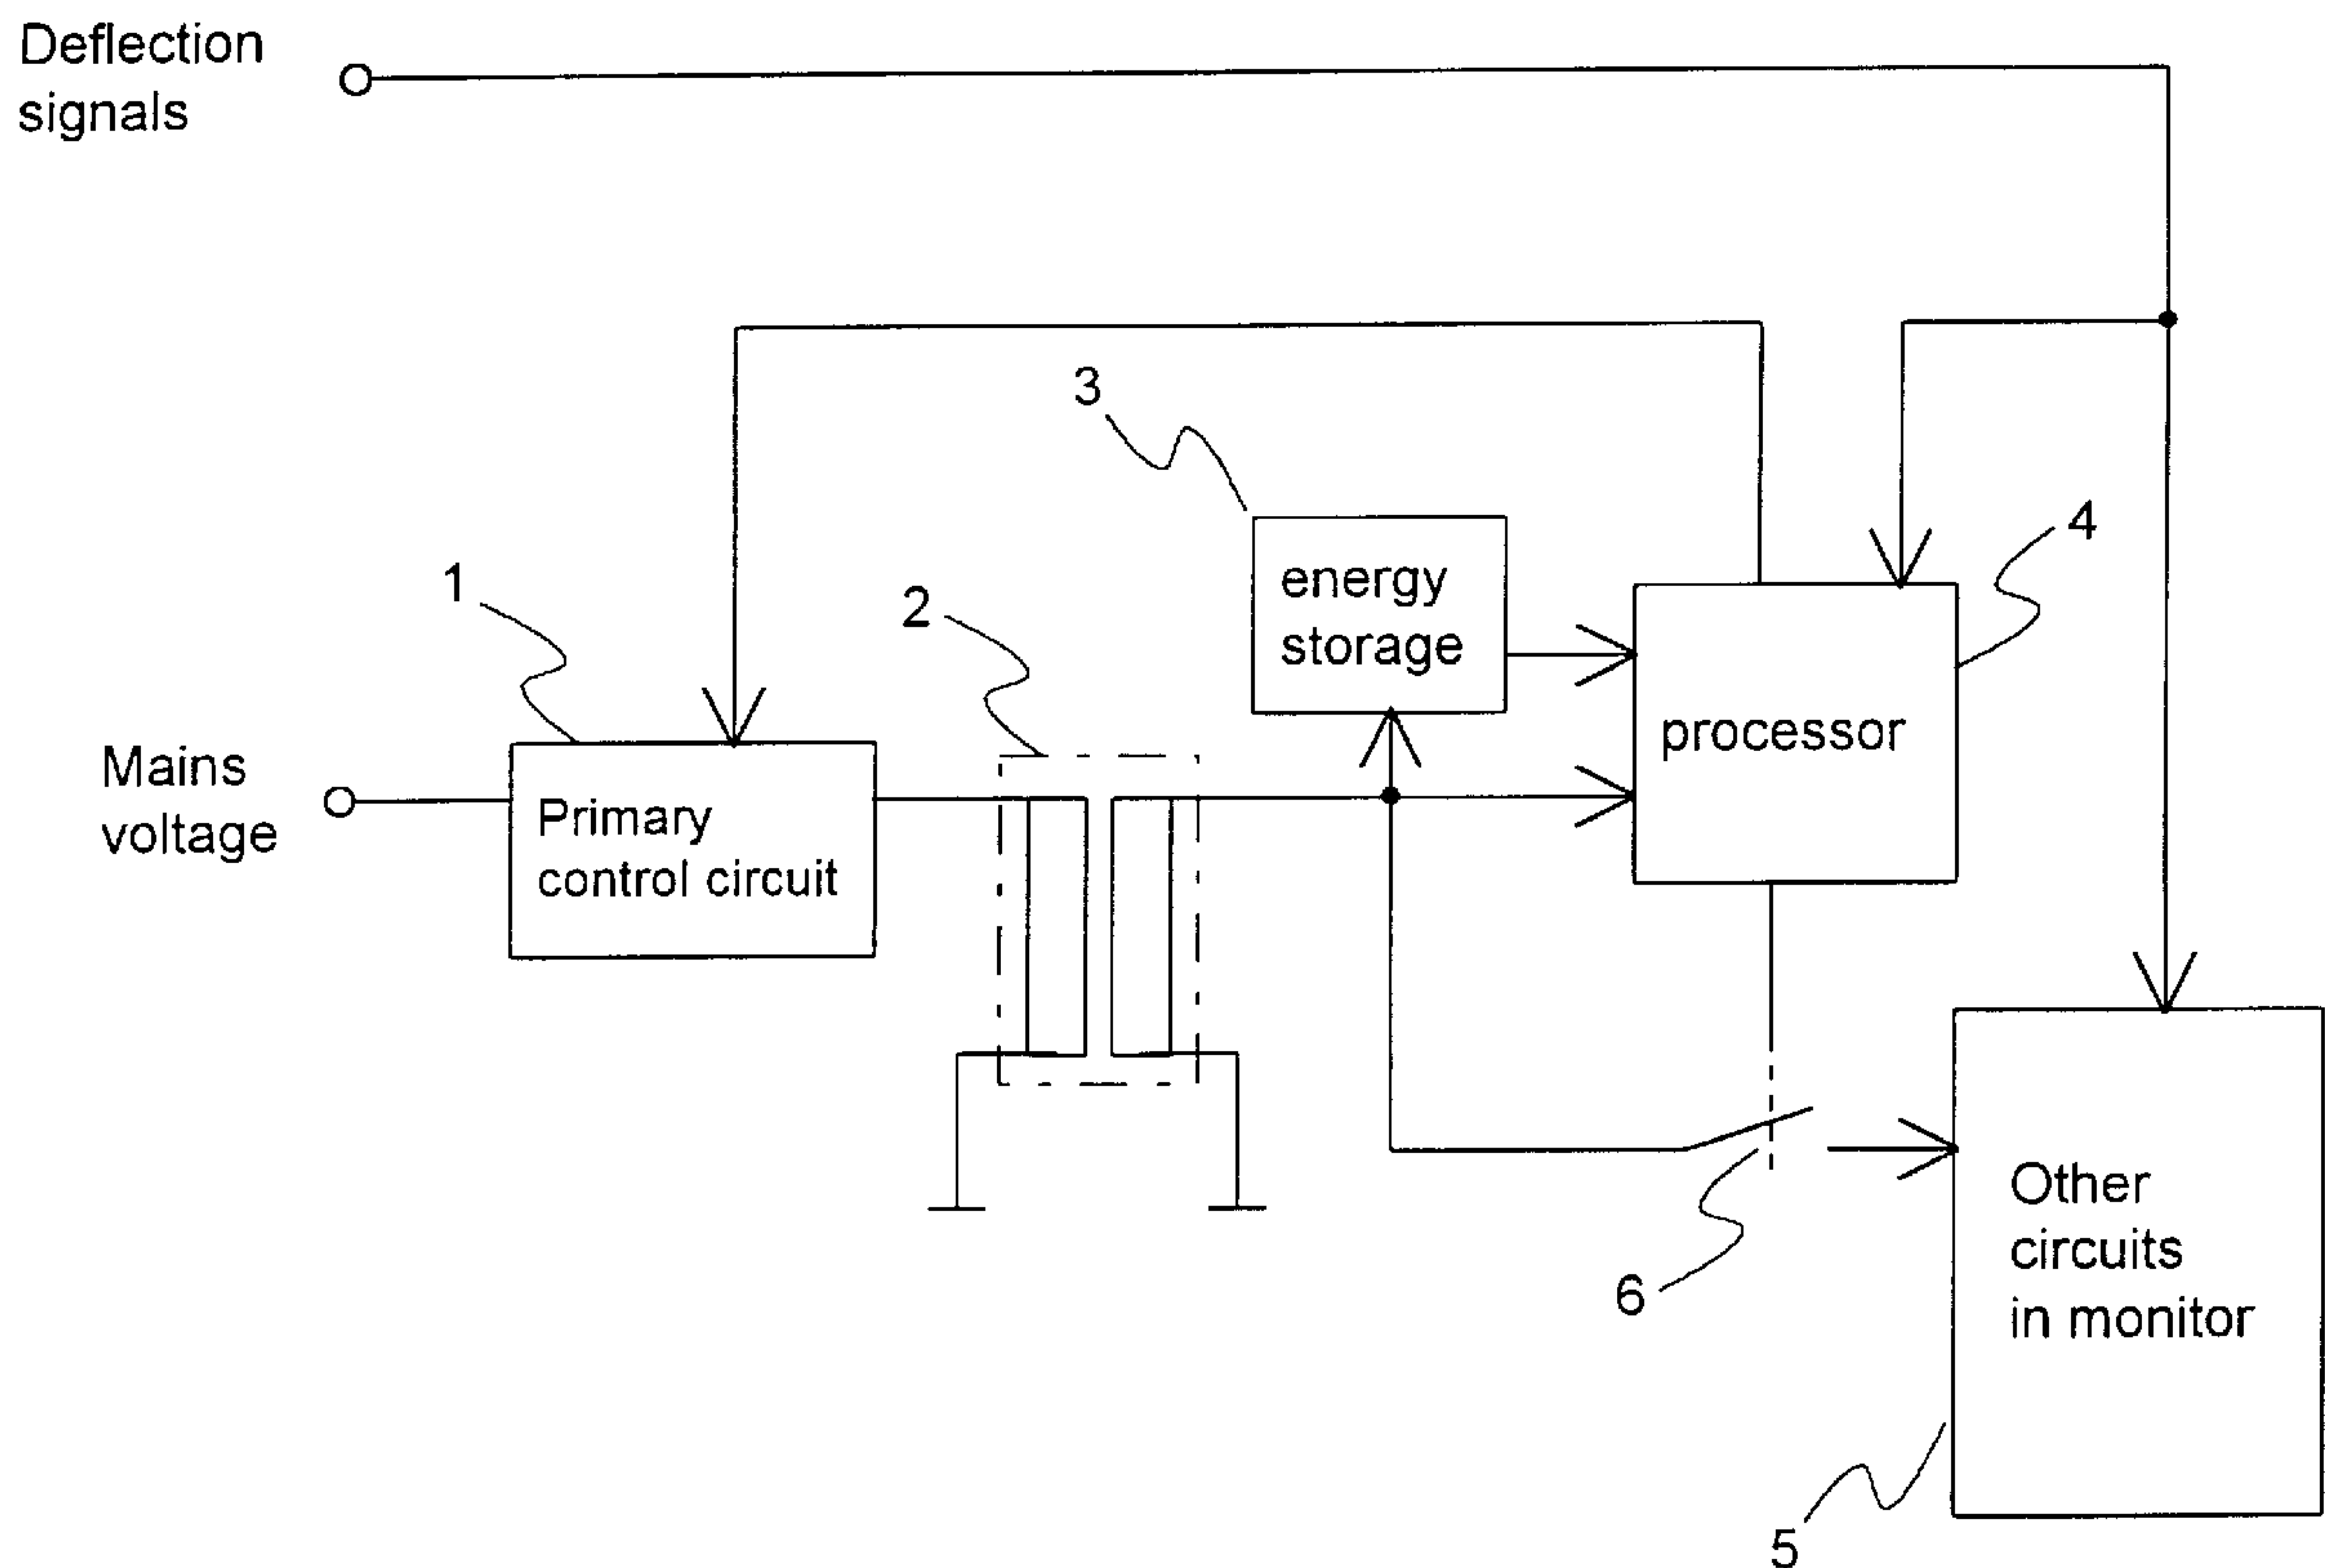 Deflection
signals
3
4
1
2
energy
storage
processor
Mains
voltage
Primary
control circuit
Other
circuits
in monitor
6
5